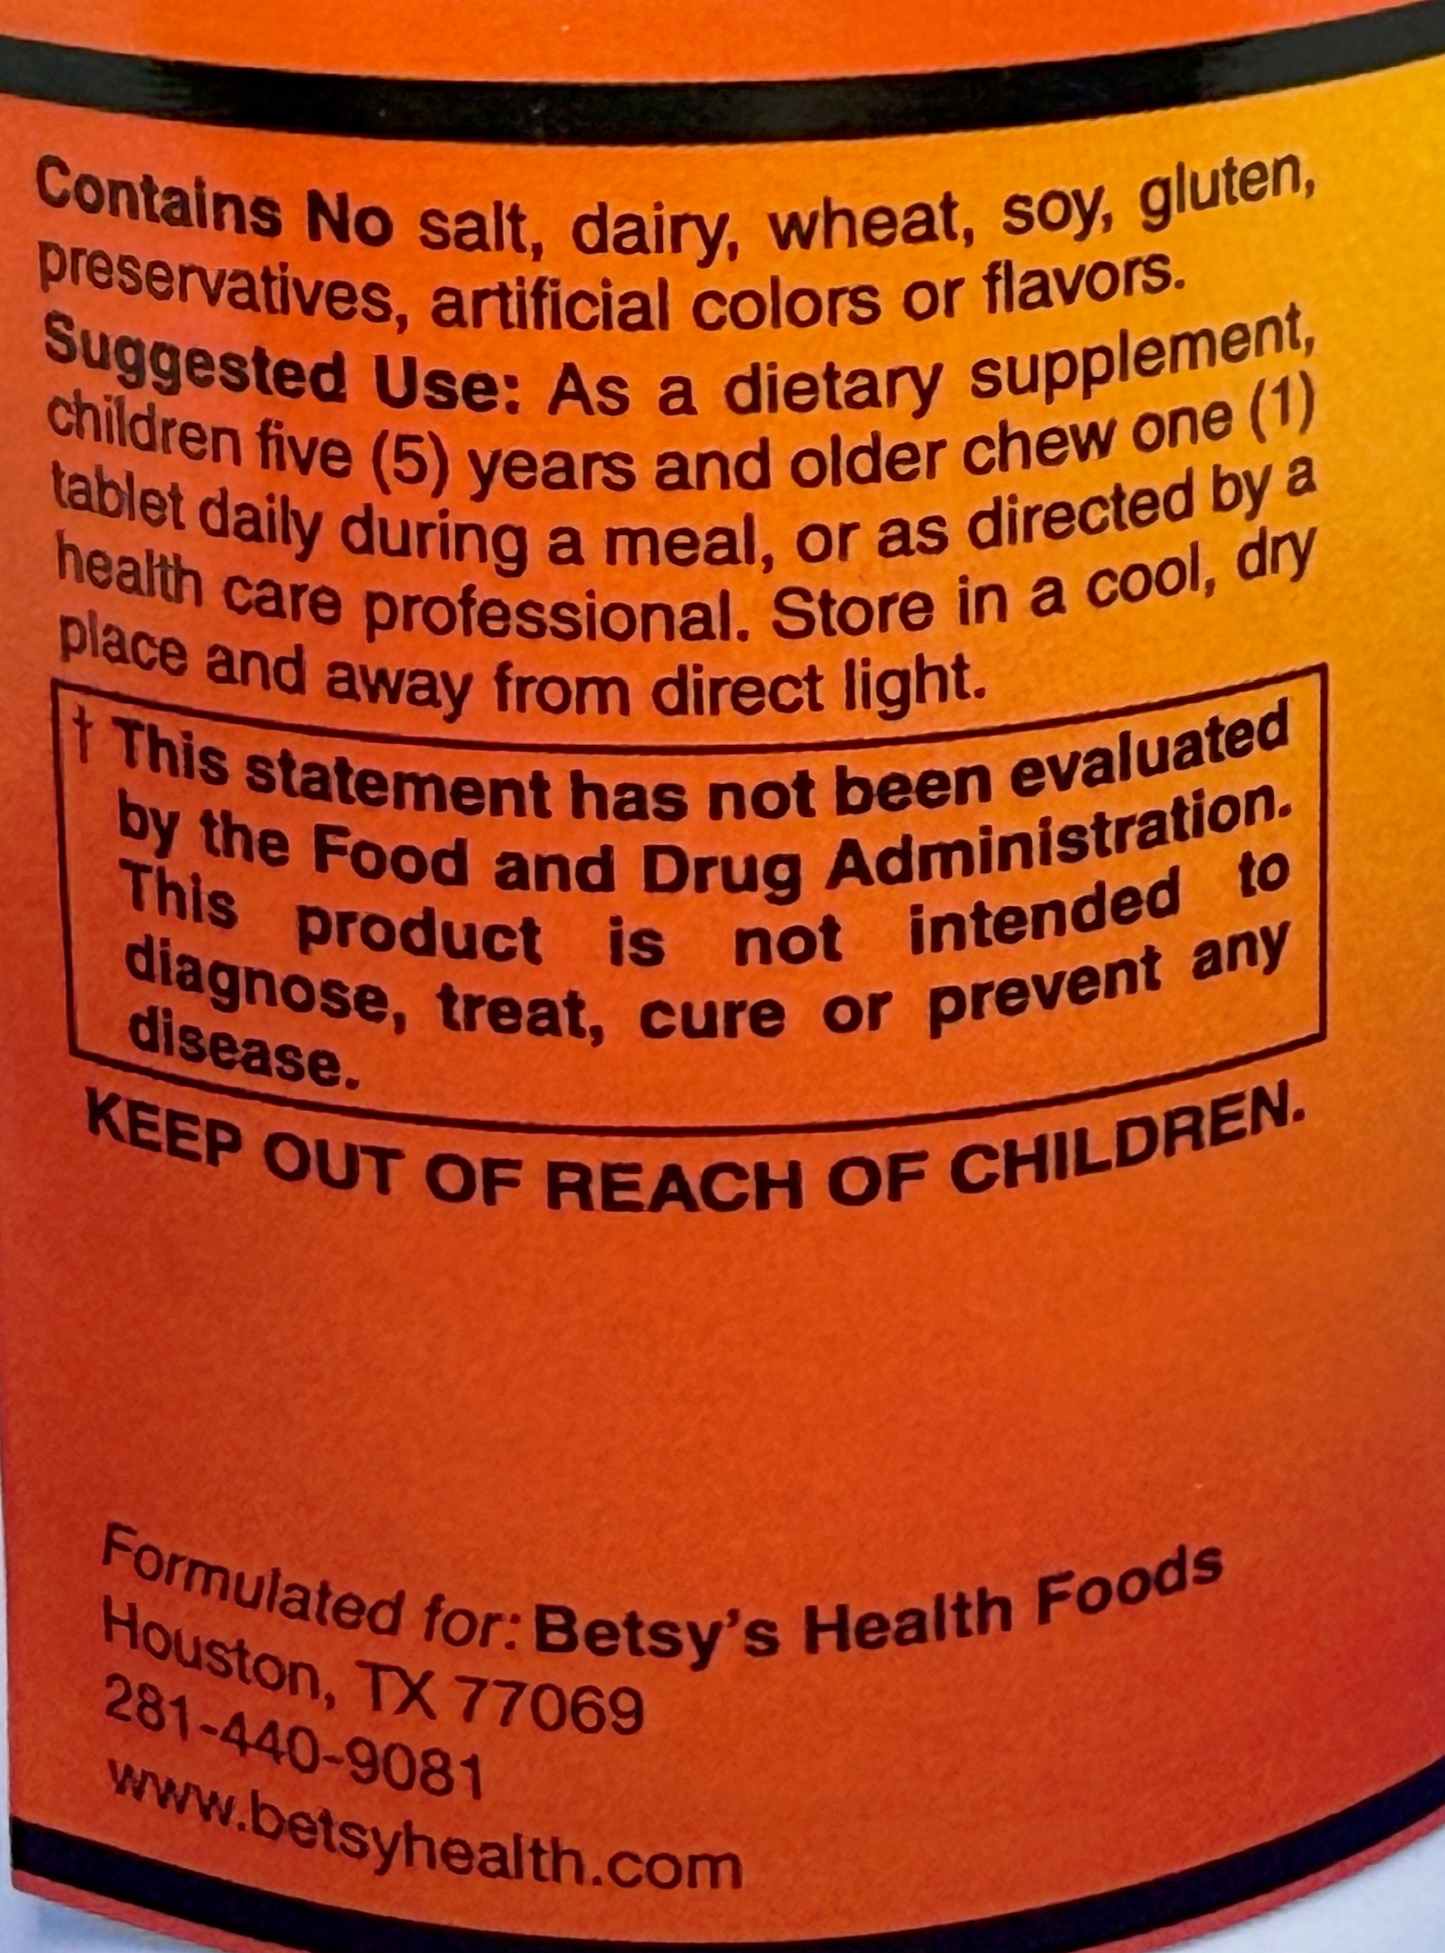 Contains No salt, dairy, wheat, soy, gluten,
preservatives, artificial colors or flavors.
Suggested Use: As a dietary supplement,
children five (5) years and older chew one (1)
tablet daily during a meal, or as directed by a
health care professional. Store in a cool, dry
place and away from direct light.
† This statement has not been evaluated
by the Food and Drug Administration.
This product is not intended to
diagnose, treat, cure or prevent any
disease.
KEEP OUT OF REACH OF CHILDREN.
Formulated for: Betsy's Health Foods
Houston, TX 77069
281-440-9081
www.betsyhealth.com